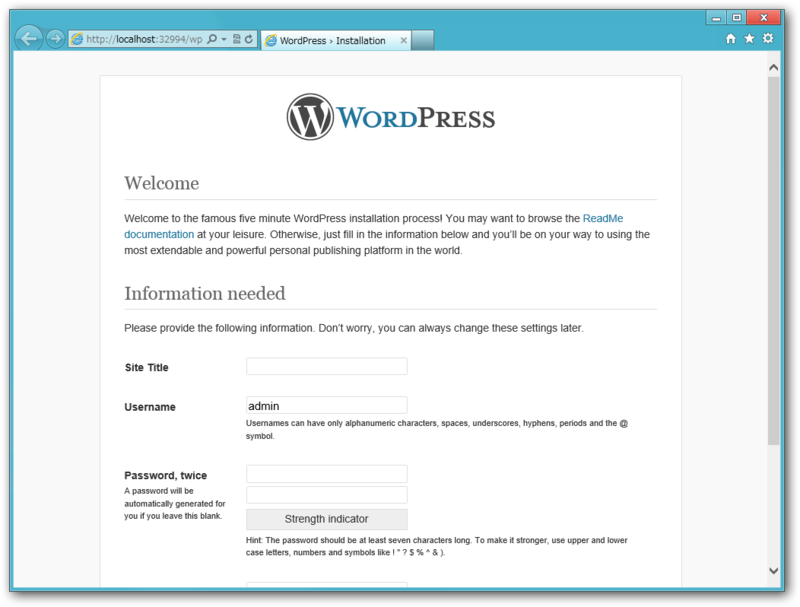 http://localhost:32994/wp
WordPress › Installation
WORDPRESS
Welcome
Welcome to the famous five minute WordPress installation process! You may want to browse the ReadMe
documentation at your leisure. Otherwise, just fill in the information below and you’ll be on your way to using the
most extendable and powerful personal publishing platform in the world.
Information needed
Please provide the following information. Don’t worry, you can always change these settings later.
Site Title
Username
admin
Usernames can have only alphanumeric characters, spaces, underscores, hyphens, periods and the @
symbol.
Password, twice
A password will be
automatically generated for
you if you leave this blank.
Strength indicator
Hint: The password should be at least seven characters long. To make it stronger, use upper and lower
case letters, numbers and symbols like ! " ? $ % ^ & ).